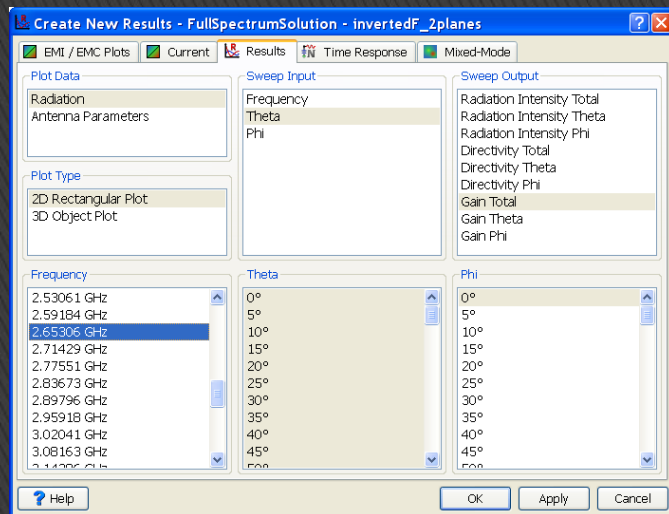 Create New Results - FullSpectrumSolution - invertedF_2planes
EMI / EMC Plots
Current
Results
Time Response
Mixed-Mode
Plot Data
Radiation
Antenna Parameters
Plot Type
2D Rectangular Plot
3D Object Plot
Sweep Input
Frequency
Theta
Phi
Sweep Output
Radiation Intensity Total
Radiation Intensity Theta
Radiation Intensity Phi
Directivity Total
Directivity Theta
Directivity Phi
Gain Total
Gain Theta
Gain Phi
Frequency
2.53061 GHz
2.59184 GHz
2.65306 GHz
2.71429 GHz
2.77551 GHz
2.83673 GHz
2.89796 GHz
2.95918 GHz
3.02041 GHz
3.08163 GHz
3.14286 GHz
Theta
0°
5°
10°
15°
20°
25°
30°
35°
40°
45°
50°
Phi
0°
5°
10°
15°
20°
25°
30°
35°
40°
45°
50°
? Help
OK
Apply
Cancel